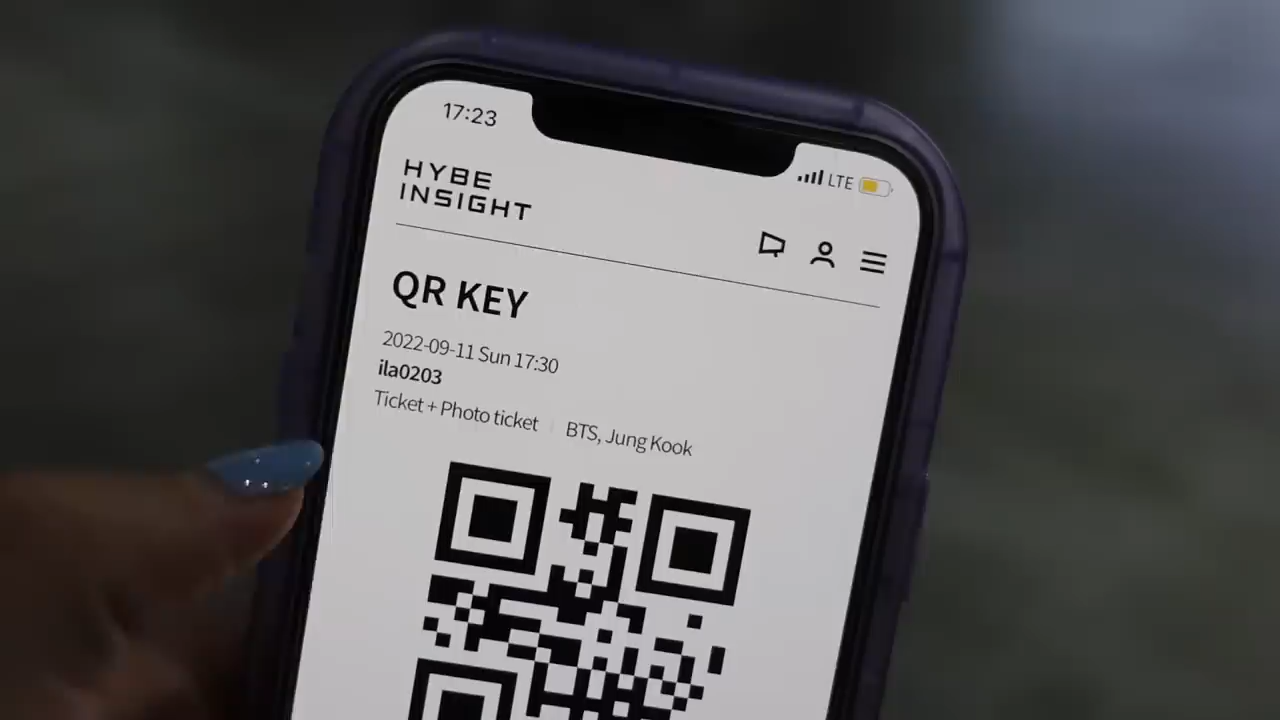 17:23
LTE
HYBE
INSIGHT
QR KEY
2022-09-11 Sun 17:30
ila0203
Ticket + Photo ticket | BTS, Jung Kook